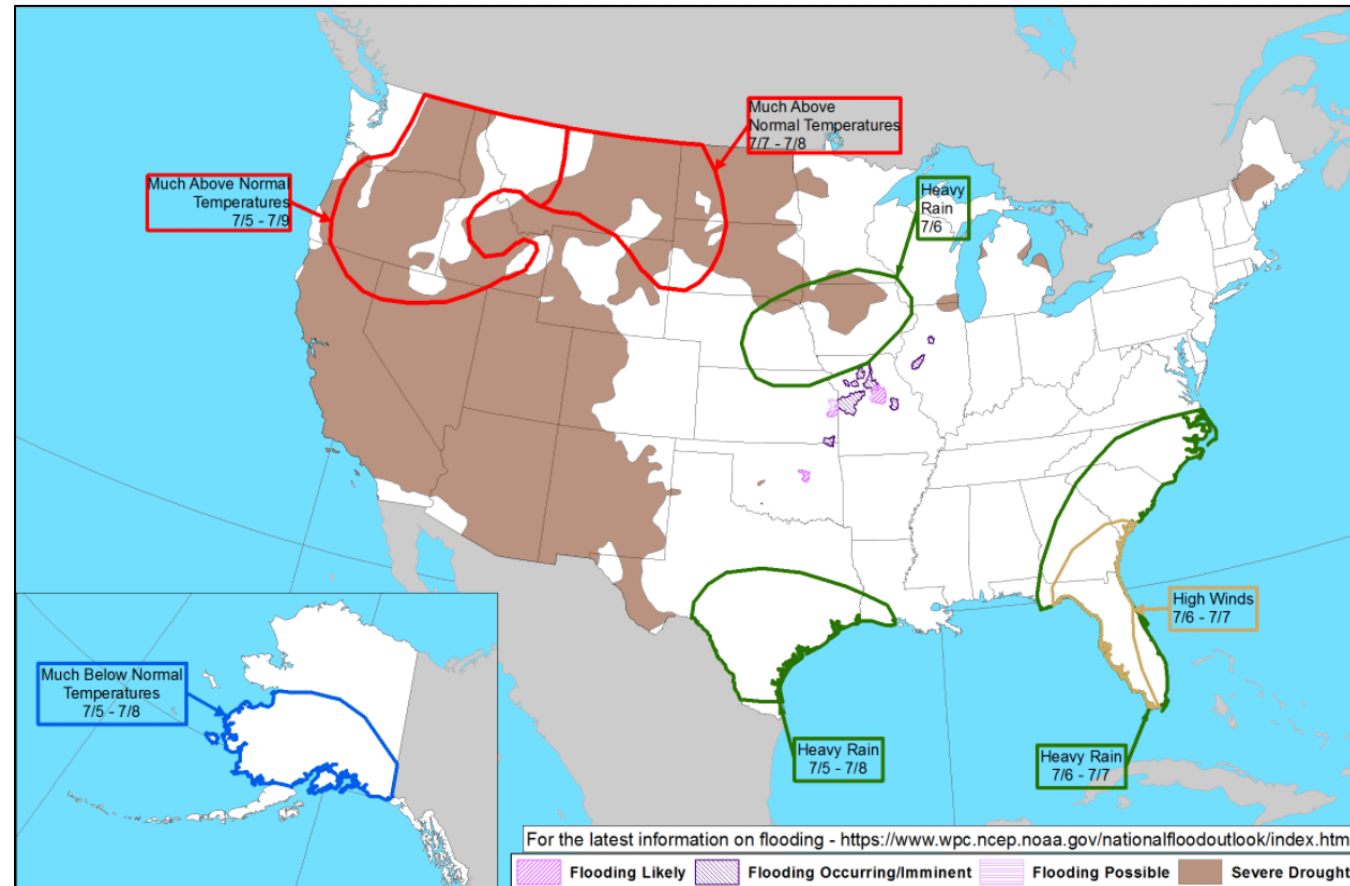 Much Above
Normal Temperatures
7/7 - 7/8
Much Above Normal
Temperatures
7/5 - 7/9
Heavy
Rain
7/6
High Winds
7/6 - 7/7
Much Below Normal
Temperatures
7/5 - 7/8
Heavy Rain
7/5 - 7/8
Heavy Rain
7/6 - 7/7
For the latest information on flooding - https://www.wpc.ncep.noaa.gov/nationalfloodoutlook/index.htm
Flooding Likely Flooding Occurring/Imminent Flooding Possible Severe Drought